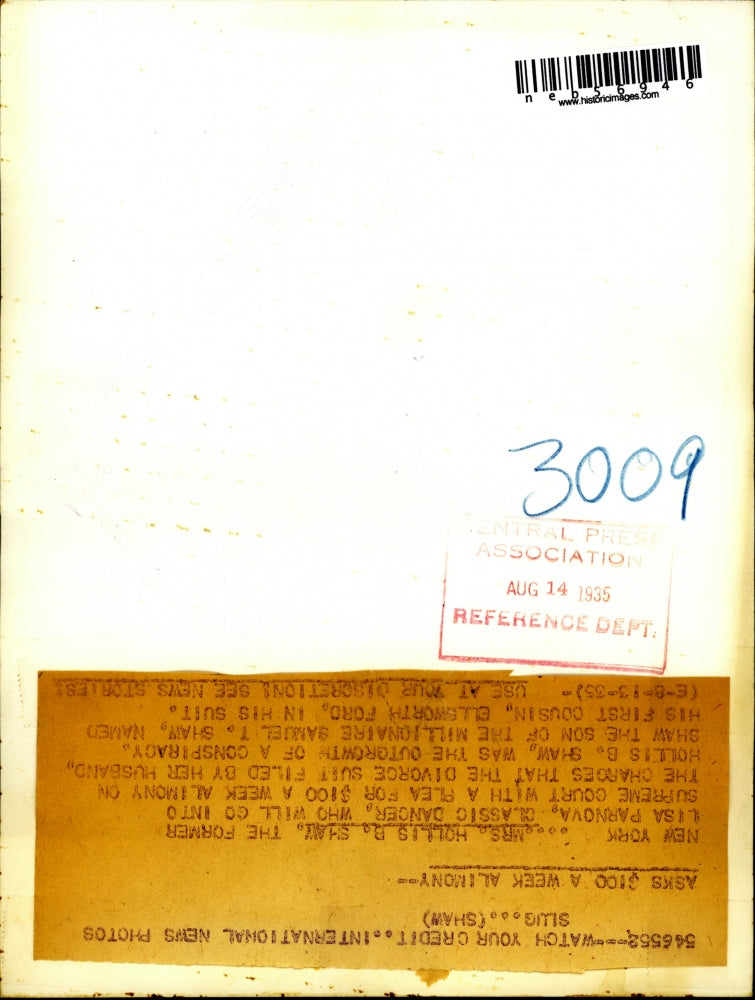 neb56946
www.historicimages.com
3009
CENTRAL PRESS
ASSOCIATION
AUG 14 1935
REFERENCE DEPT.
546552--WATCH YOUR CREDIT..INTERNATIONAL NEWS PHOTOS
SLUG...(SHAW)
ASKS $100 A WEEK ALIMONY--
NEW YORK ....MRS. HOLLIS B. SHAW, THE FORMER
LISA PARNOVA, CLASSIC DANCER, WHO WILL GO INTO
SUPREME COURT WITH A PLEA FOR $100 A WEEK ALIMONY ON
THE CHARGES THAT THE DIVORCE SUIT FILED BY HER HUSBAND,
HOLLIS B. SHAW, WAS THE OUTGROWTH OF A CONSPIRACY.
SHAW THE SON OF THE MILLIONAIRE SAMUEL T. SHAW, NAMED
HIS FIRST COUSIN, ELLSWORTH FORD, IN HIS SUIT.
(E-8-13-35)- USE AT YOUR DISCRETION; SEE NEWS STORIES!